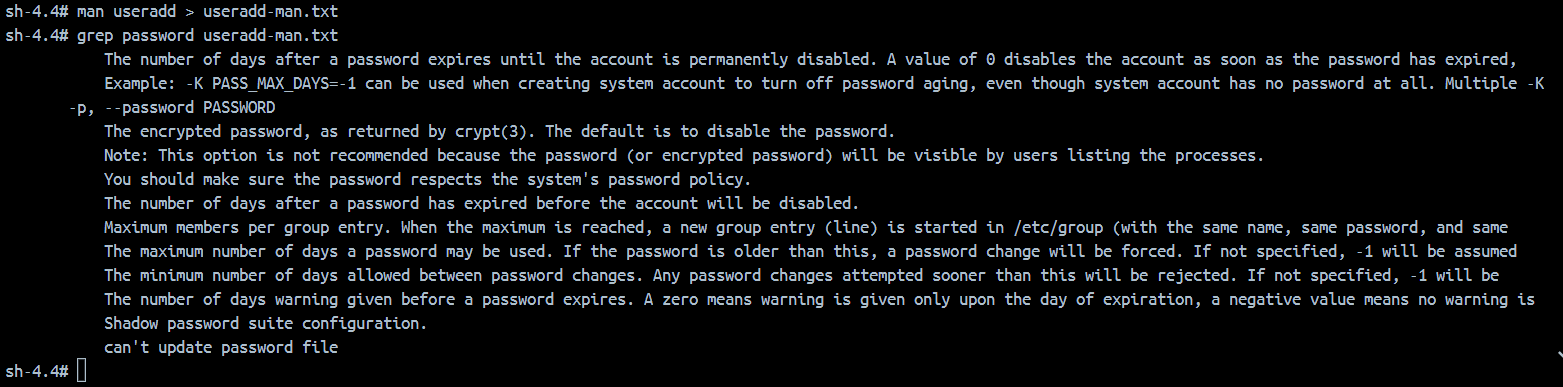 sh-4.4# man useradd > useradd-man.txt
sh-4.4# grep password useradd-man.txt
The number of days after a password expires until the account is permanently disabled. A value of 0 disables the account as soon as the password has expired,
Example: -K PASS_MAX_DAYS=-1 can be used when creating system account to turn off password aging, even though system account has no password at all. Multiple -K
-p, --password PASSWORD
The encrypted password, as returned by crypt(3). The default is to disable the password.
Note: This option is not recommended because the password (or encrypted password) will be visible by users listing the processes.
You should make sure the password respects the system's password policy.
The number of days after a password has expired before the account will be disabled.
Maximum members per group entry. When the maximum is reached, a new group entry (line) is started in /etc/group (with the same name, same password, and same
The maximum number of days a password may be used. If the password is older than this, a password change will be forced. If not specified, -1 will be assumed
The minimum number of days allowed between password changes. Any password changes attempted sooner than this will be rejected. If not specified, -1 will be
The number of days warning given before a password expires. A zero means warning is given only upon the day of expiration, a negative value means no warning is
Shadow password suite configuration.
can't update password file
sh-4.4#